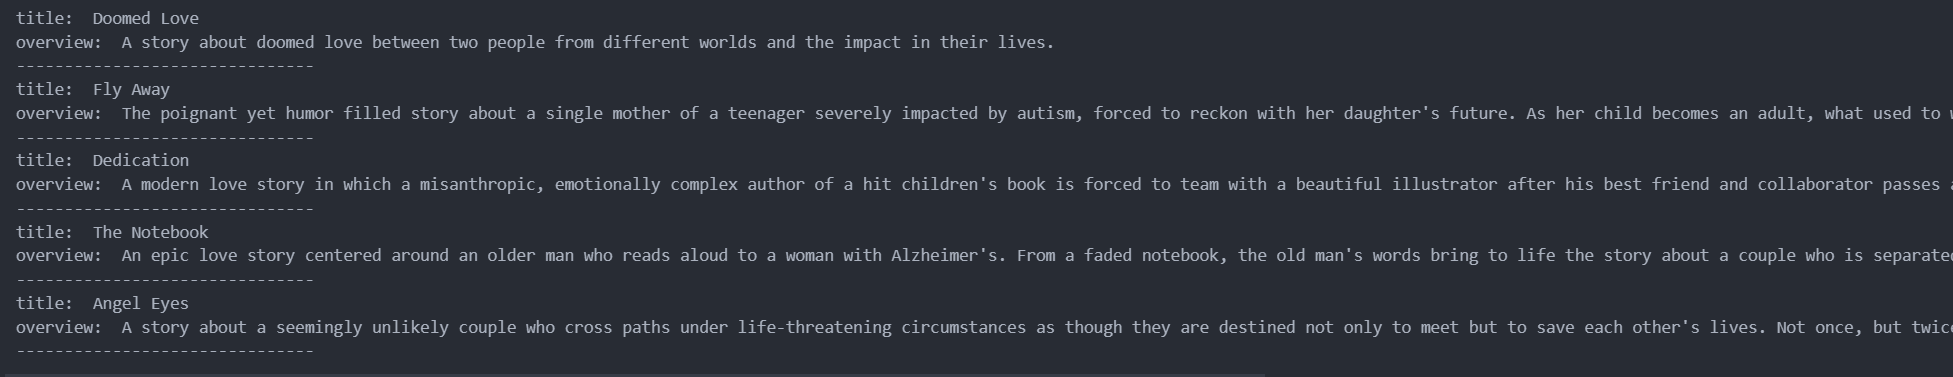 title:  Doomed Love
overview:  A story about doomed love between two people from different worlds and the impact in their lives.
-------------------------------
title:  Fly Away
overview:  The poignant yet humor filled story about a single mother of a teenager severely impacted by autism, forced to reckon with her daughter's future. As her child becomes an adult, what used to
-------------------------------
title:  Dedication
overview:  A modern love story in which a misanthropic, emotionally complex author of a hit children's book is forced to team with a beautiful illustrator after his best friend and collaborator passes
-------------------------------
title:  The Notebook
overview:  An epic love story centered around an older man who reads aloud to a woman with Alzheimer's. From a faded notebook, the old man's words bring to life the story about a couple who is separated
-------------------------------
title:  Angel Eyes
overview:  A story about a seemingly unlikely couple who cross paths under life-threatening circumstances as though they are destined not only to meet but to save each other's lives. Not once, but twice
-------------------------------